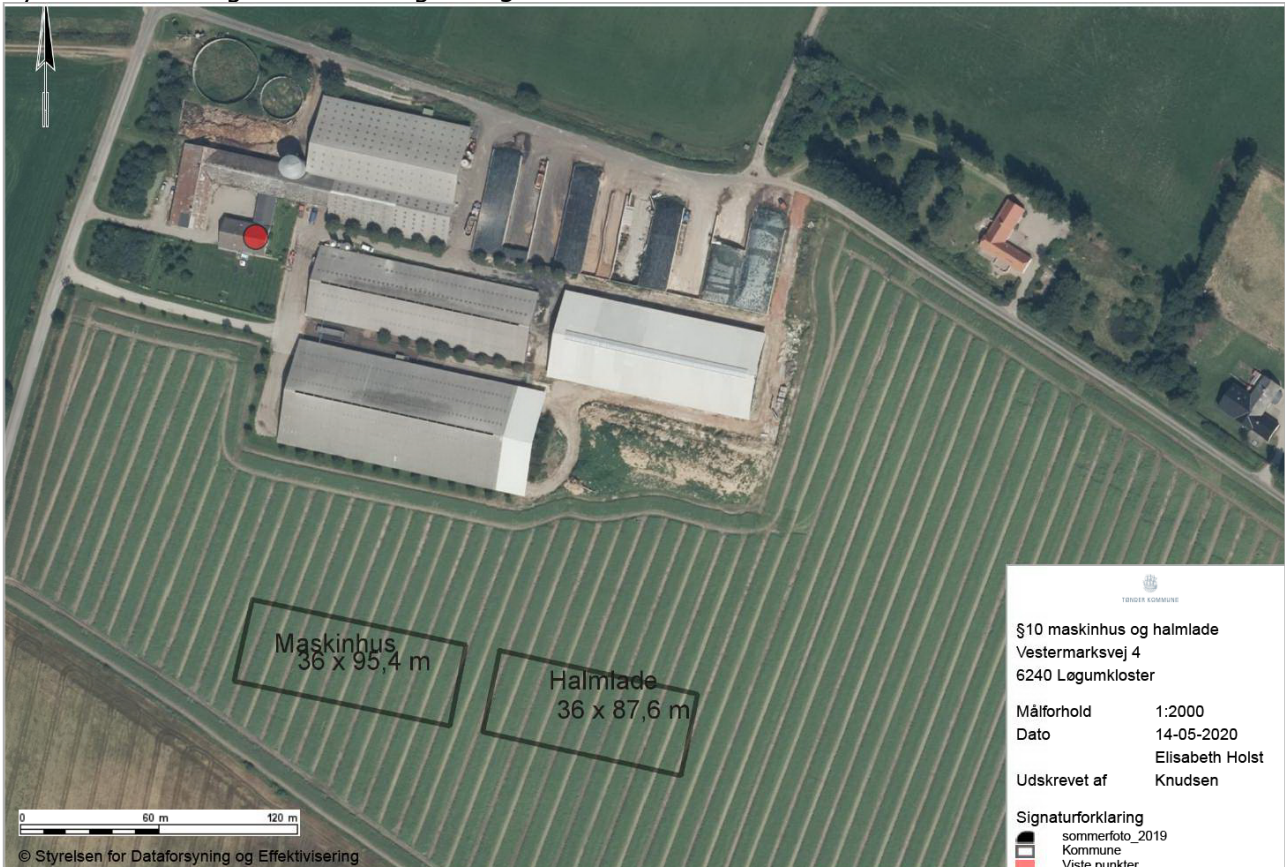 Maskinhus
36 x 95,4 m
Halmlade
36 x 87,6 m
TØNDER KOMMUNE
§10 maskinhus og halmlade
Vestermarksvej 4
6240 Løgumkloster
Målforhold 1:2000
Dato 14-05-2020
Elisabeth Holst
Udskrevet af Knudsen
Signaturforklaring
sommerfoto_2019
Kommune
Viste punkter
0 60 m 120 m
© Styrelsen for Dataforsyning og Effektivisering